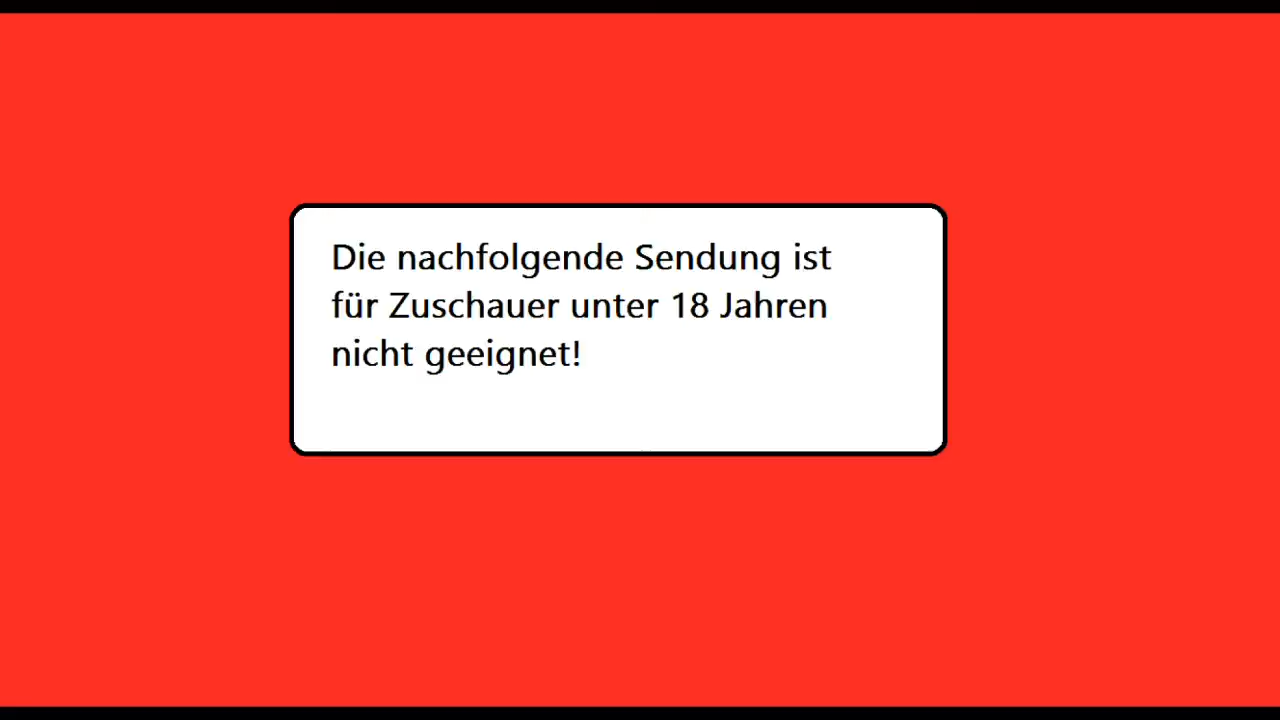 Die nachfolgende Sendung ist
für Zuschauer unter 18 Jahren
nicht geeignet!